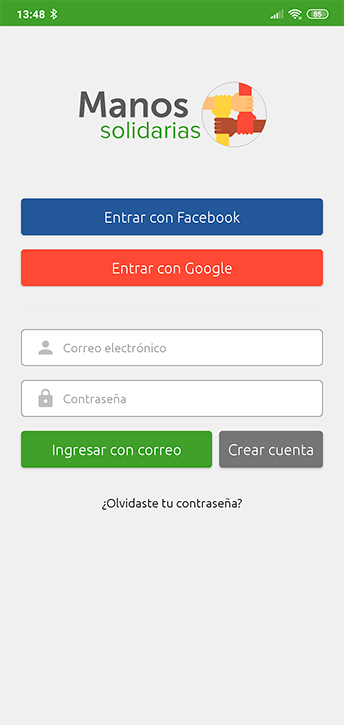 13:48
85
Manos
solidarias
Entrar con Facebook
Entrar con Google
Correo electrónico
Contraseña
Ingresar con correo
Crear cuenta
¿Olvidaste tu contraseña?